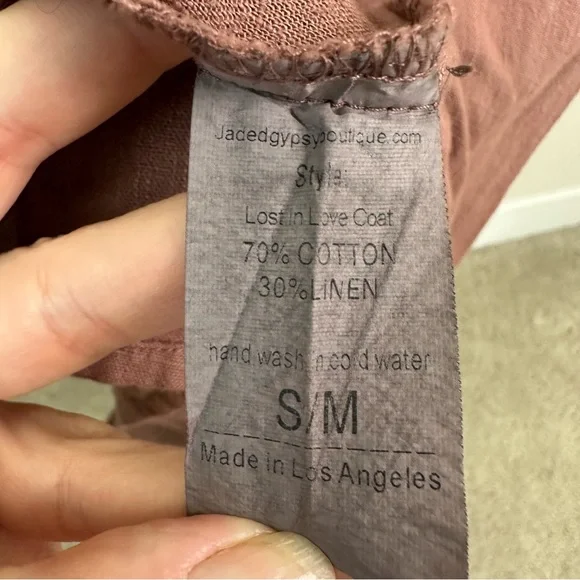 Jadedgypsyboutique.com
Style:
Lost in Love Coat
70% COTTON
30%LiNEN
hand wash in cold water
S/M
Made in Los Angeles